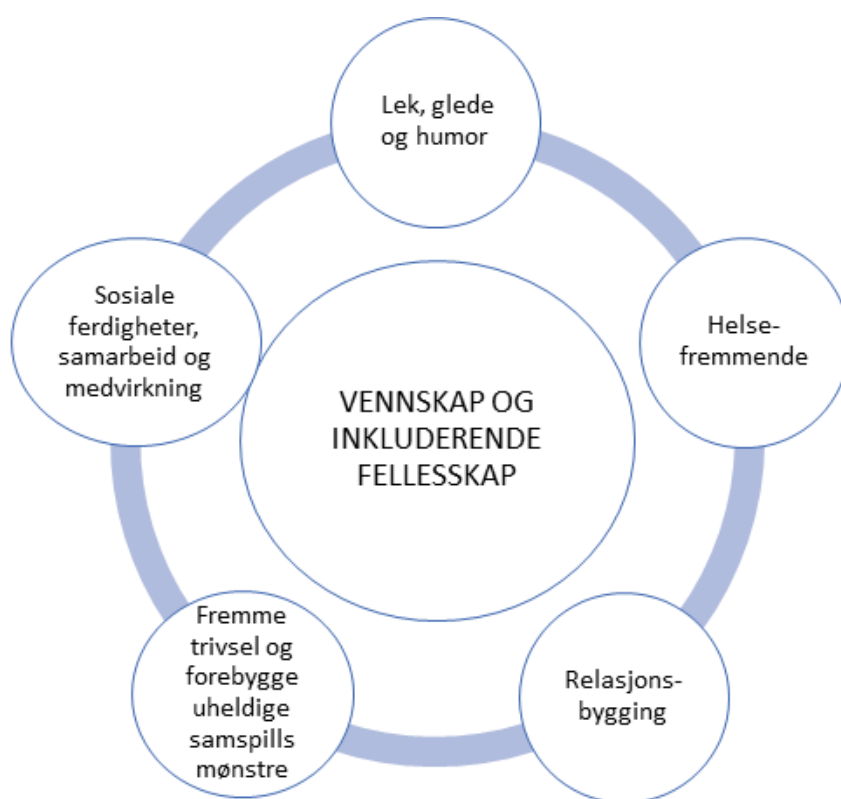 Lek, glede
og humor
Helse-
fremmende
Relasjons-
bygging
Fremme
trivsel og
forebygge
uheldige
samspills
mønstre
Sosiale
ferdigheter,
samarbeid og
medvirkning
VENNSKAP OG
INKLUDERENDE
FELLESSKAP